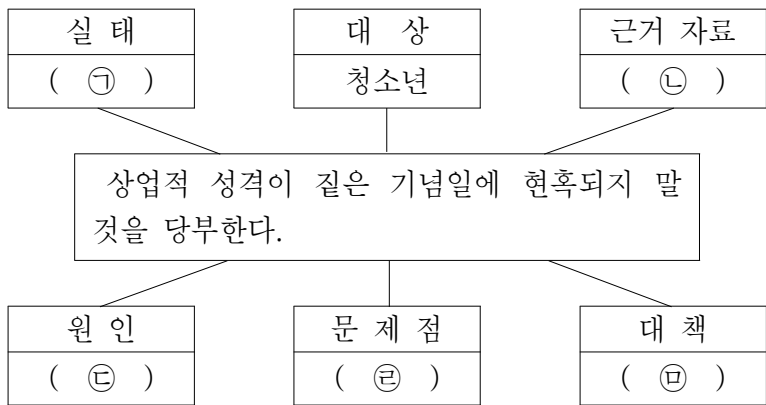 실 태
대 상
근거 자료
( ㉠ )
청소년
( ㉡ )
상업적 성격이 짙은 기념일에 현혹되지 말
것을 당부한다.
원 인
문 제 점
대 책
( ㉢ )
( ㉣ )
( ㉤ )